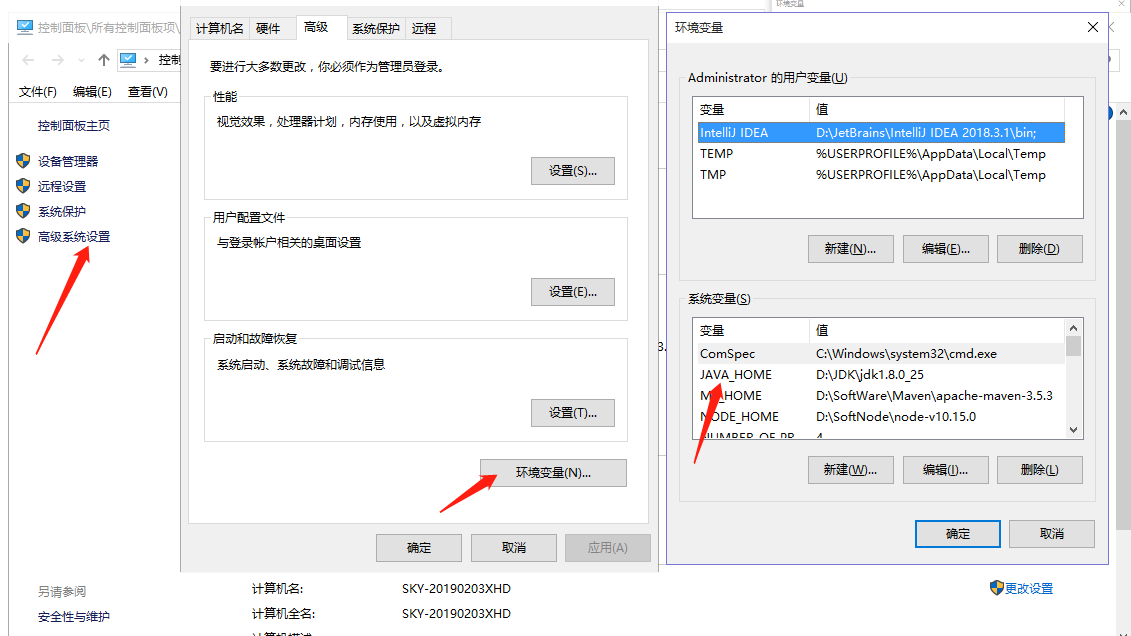 控制面板\所有控制面板项\
控制
文件(F) 编辑(E) 查看(V)
控制面板主页
设备管理器
远程设置
系统保护
高级系统设置
另请参阅
安全性与维护
计算机名 硬件 高级 系统保护 远程
要进行大多数更改，你必须作为管理员登录。
性能
视觉效果，处理器计划，内存使用，以及虚拟内存
设置(S)...
用户配置文件
与登录帐户相关的桌面设置
设置(E)...
启动和故障恢复
系统启动、系统故障和调试信息
设置(T)...
环境变量(N)...
确定 取消 应用(A)
计算机名: SKY-20190203XHD
计算机全名: SKY-20190203XHD
计算机描述:
更改设置
环境变量
环境变量
Administrator 的用户变量(U)
变量 值
IntelliJ IDEA D:\JetBrains\IntelliJ IDEA 2018.3.1\bin;
TEMP %USERPROFILE%\AppData\Local\Temp
TMP %USERPROFILE%\AppData\Local\Temp
新建(N)... 编辑(E)... 删除(D)
系统变量(S)
变量 值
ComSpec C:\Windows\system32\cmd.exe
JAVA_HOME D:\JDK\jdk1.8.0_25
HOME D:\SoftWare\Maven\apache-maven-3.5.3
NODE_HOME D:\SoftNode\node-v10.15.0
NUMBER_OF_PR 4
新建(W)... 编辑(I)... 删除(L)
确定 取消
3.